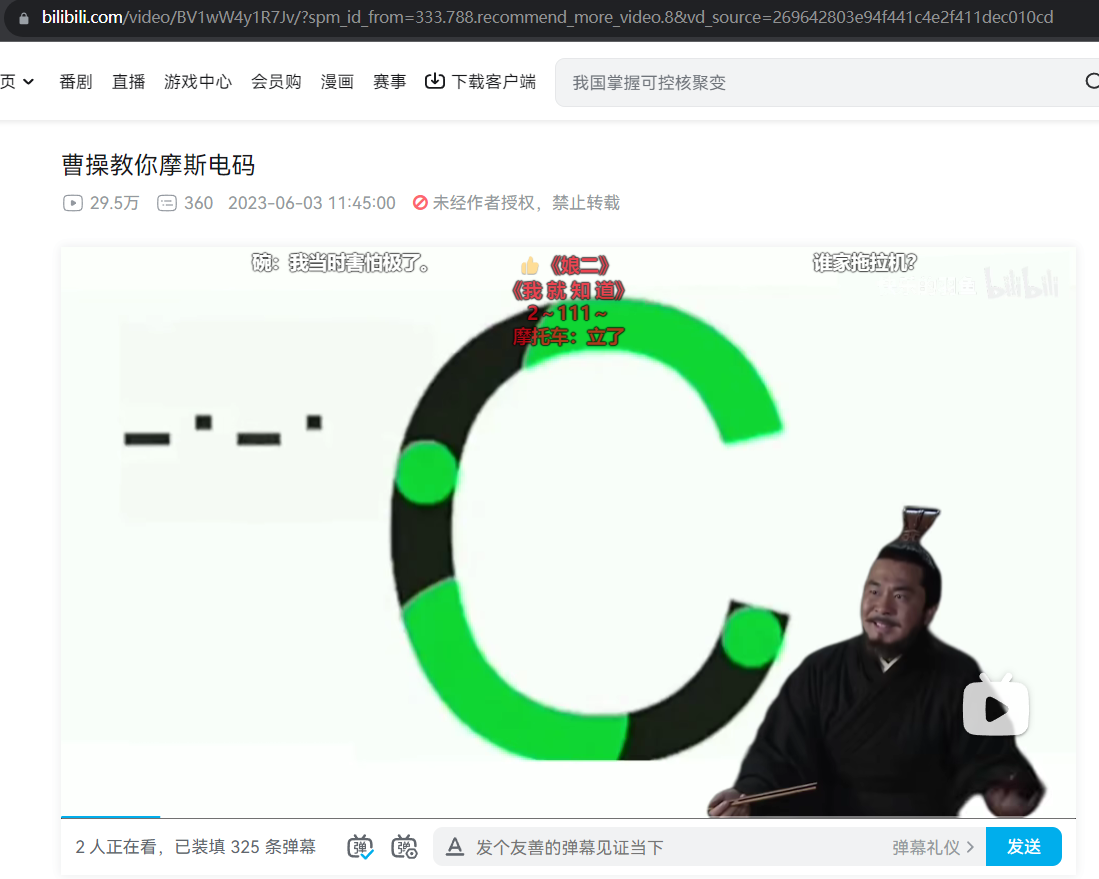 bilibili.com/video/BV1wW4y1R7Jv/?spm_id_from=333.788.recommend_more_video.8&vd_source=269642803e94f441c4e2f411dec010cd
页 番剧 直播 游戏中心 会员购 漫画 赛事 下载客户端 我国掌握可控核聚变
曹操教你摩斯电码
29.5万 360 2023-06-03 11:45:00 未经作者授权，禁止转载
碗：我当时害怕极了。 《娘二》 谁家拖拉机？
《我 就 知 道》
bilibili
2～111～
摩托车：立了
C
2 人正在看，已装填 325 条弹幕 弹 弹 A 发个友善的弹幕见证当下 弹幕礼仪 发送